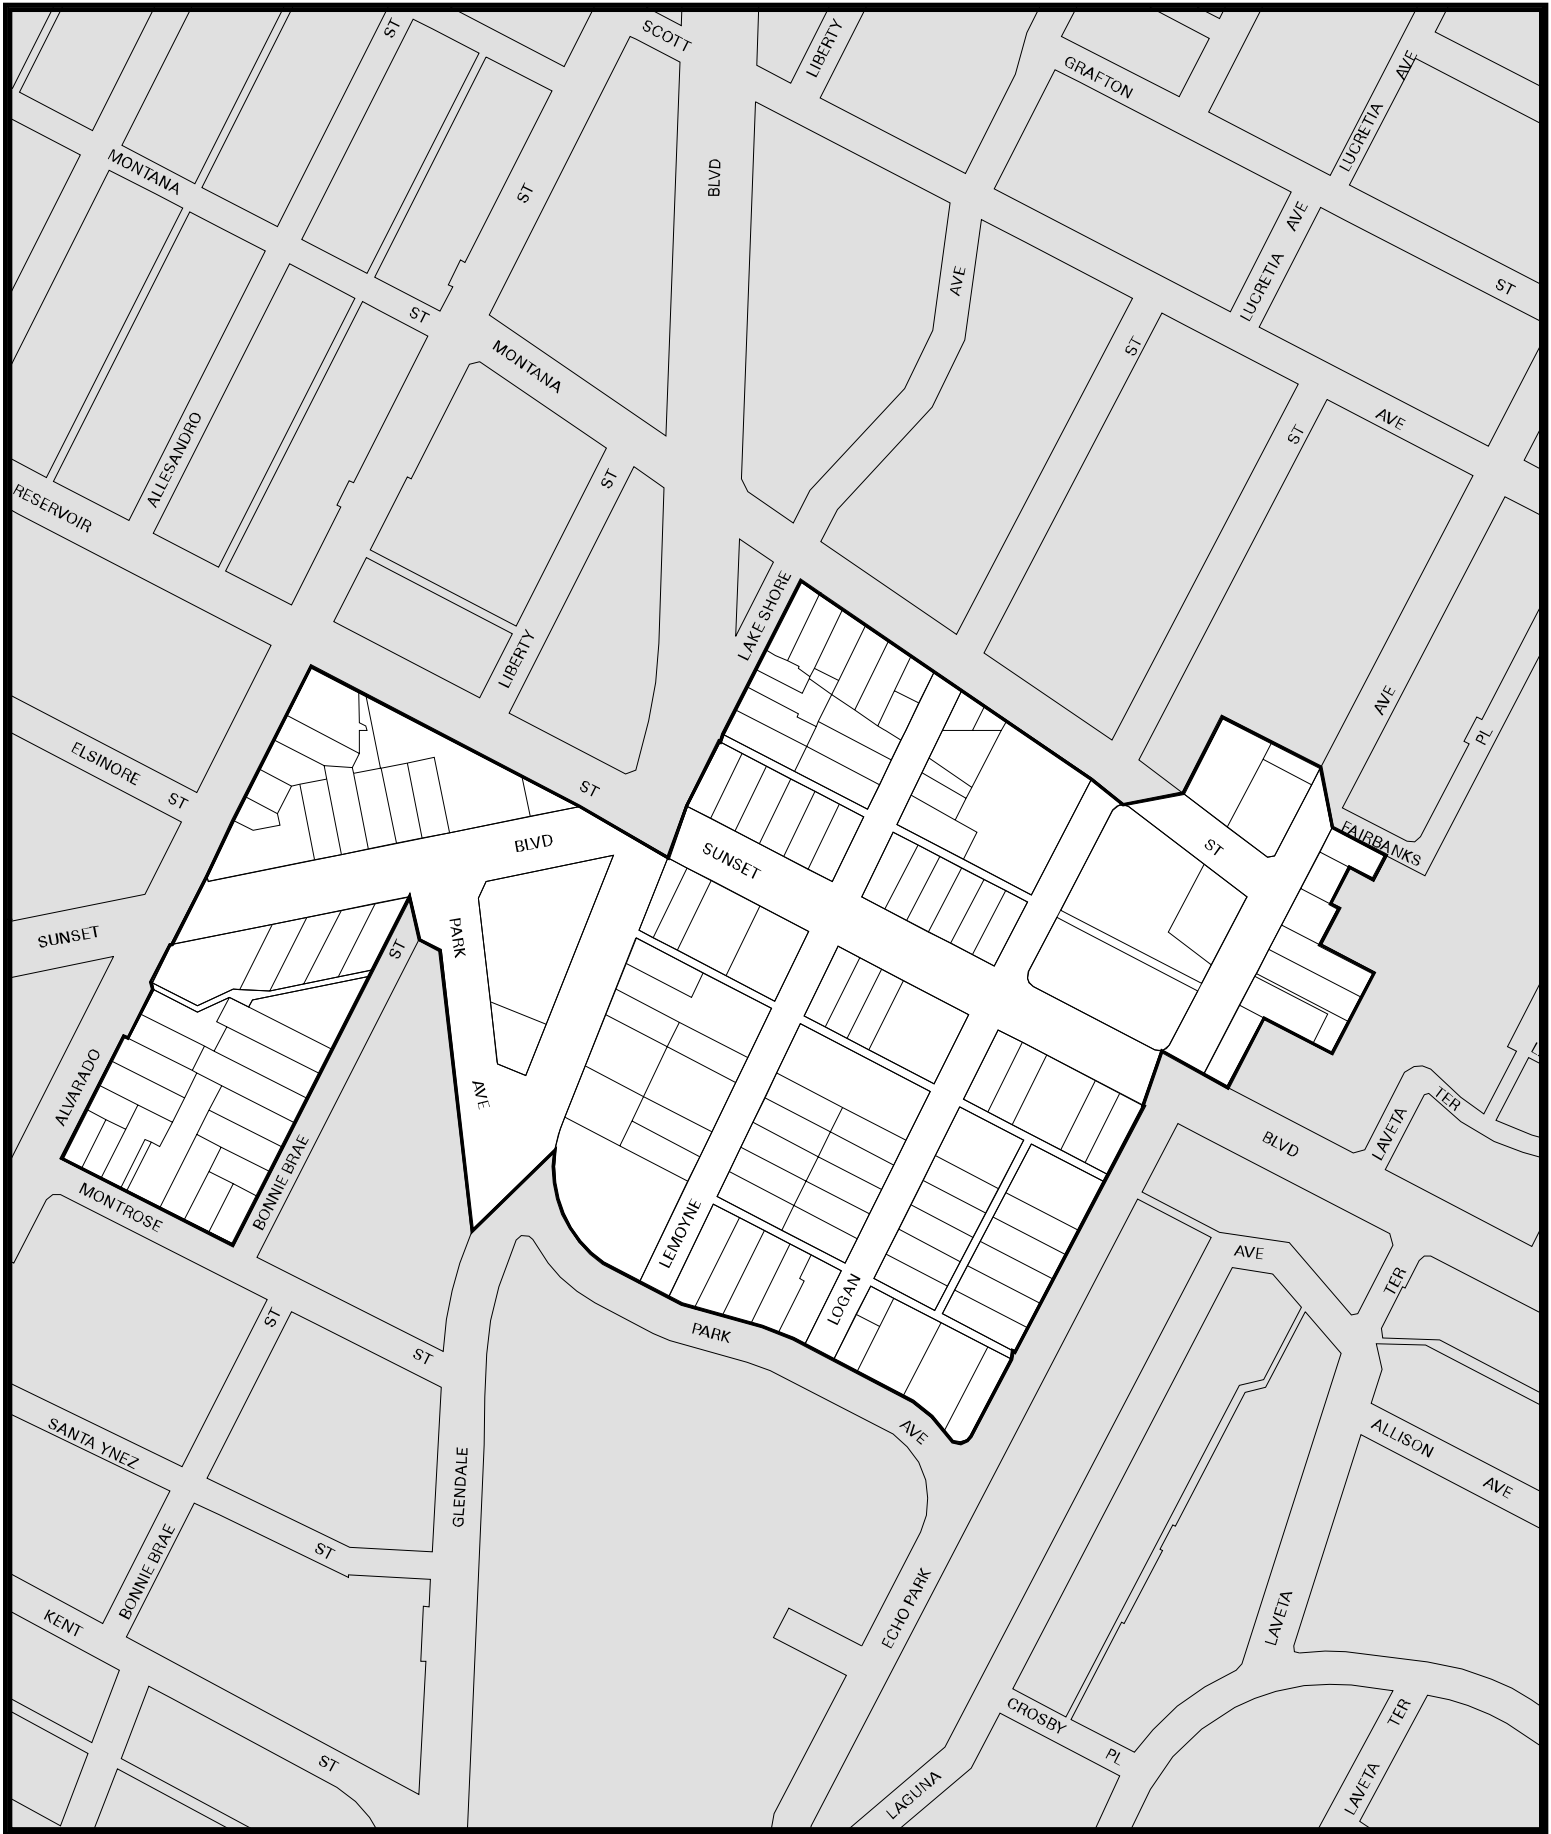 ST
SCOTT
LIBERTY
GRAFTON
AVE
LUCRETIA
MONTANA
ST
BLVD
AVE
LUCRETIA
AVE
ST
ST
MONTANA
ST
AVE
ST
ALLESANDRO
ST
RESERVOIR
LAKE SHORE
LIBERTY
AVE
PL
ELSINORE
ST
ST
FAIRBANKS
BLVD
SUNSET
ST
SUNSET
PARK
ST
ALVARADO
AVE
LAVETA
TER
BLVD
MONTROSE
BONNIE BRAE
LEMOYNE
LOGAN
AVE
TER
ST
ST
PARK
AVE
SANTA YNEZ
GLENDALE
ALLISON
AVE
ST
BONNIE BRAE
KENT
ECHO PARK
LAVETA
ST
CROSBY
PL
TER
LAGUNA
LAVETA